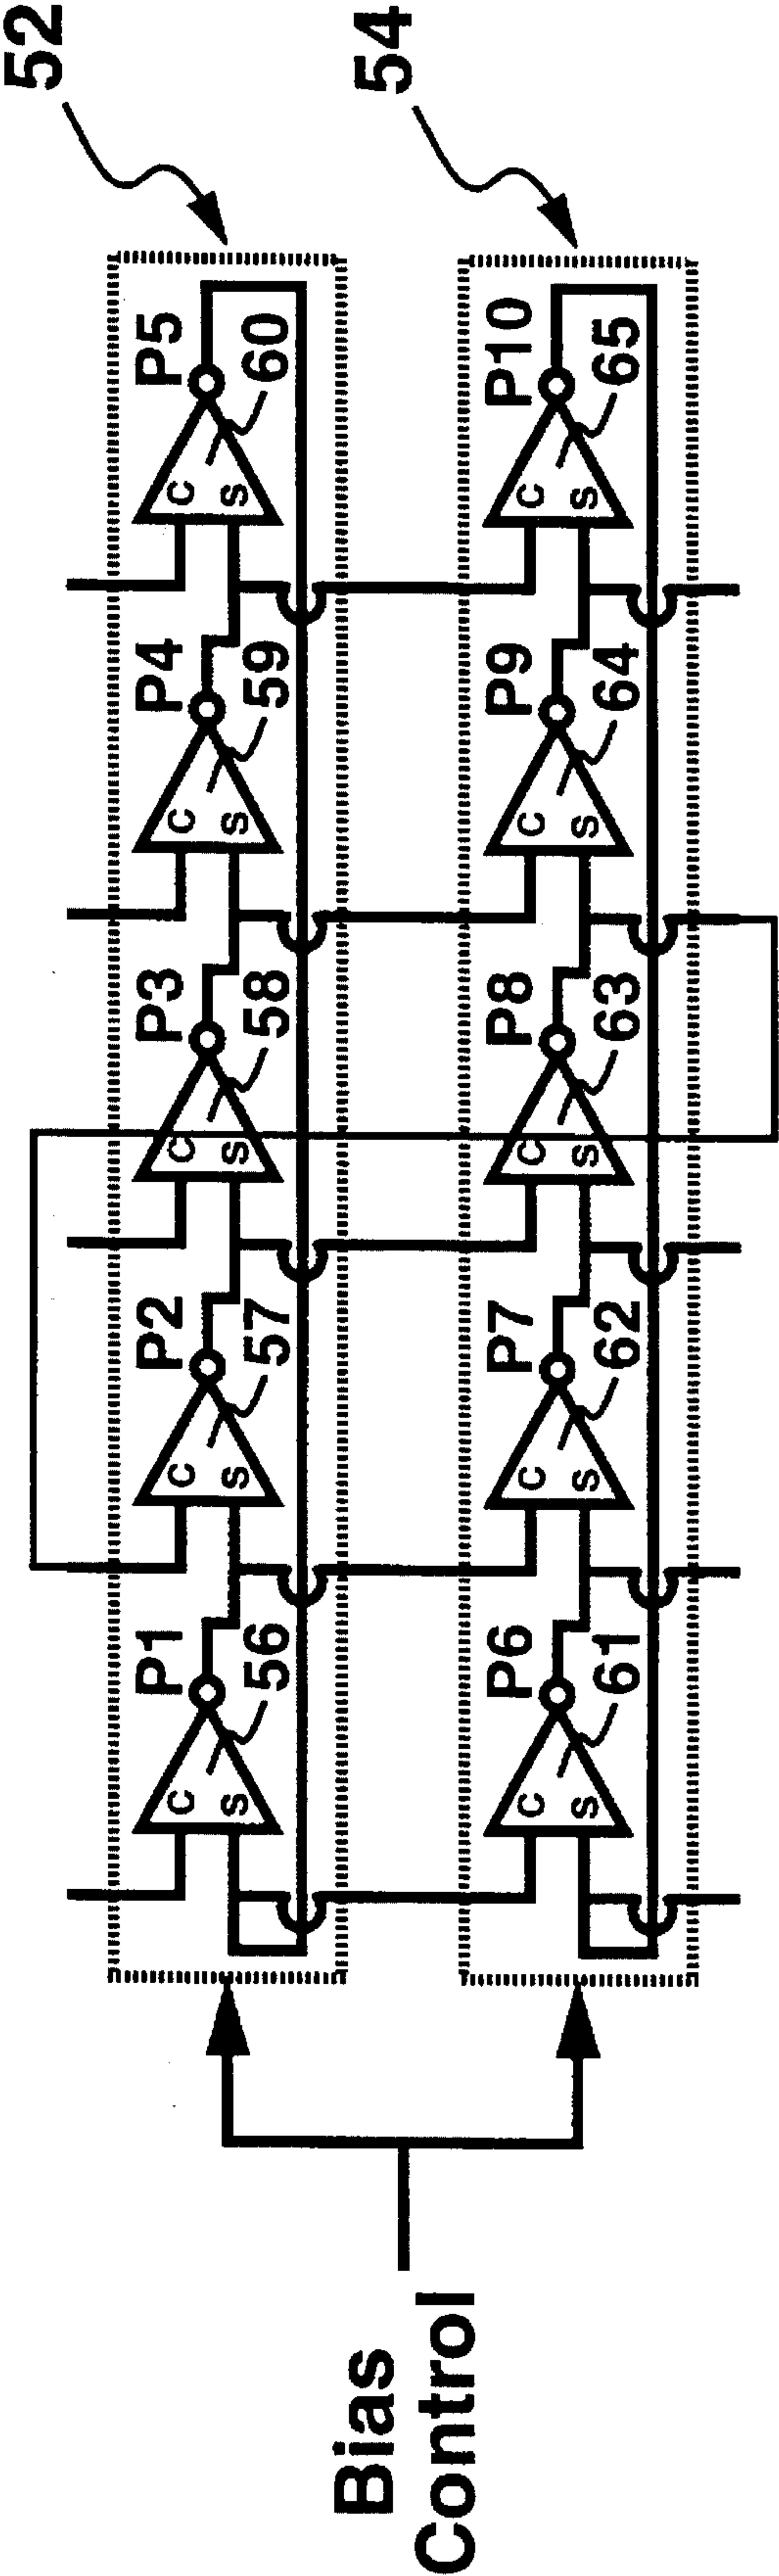 52
P1 P2 P3 P4 P5
C C C C C
S S S S S
56 57 58 59 60
54
P6 P7 P8 P9 P10
C C C C C
S S S S S
61 62 63 64 65
Bias
Control